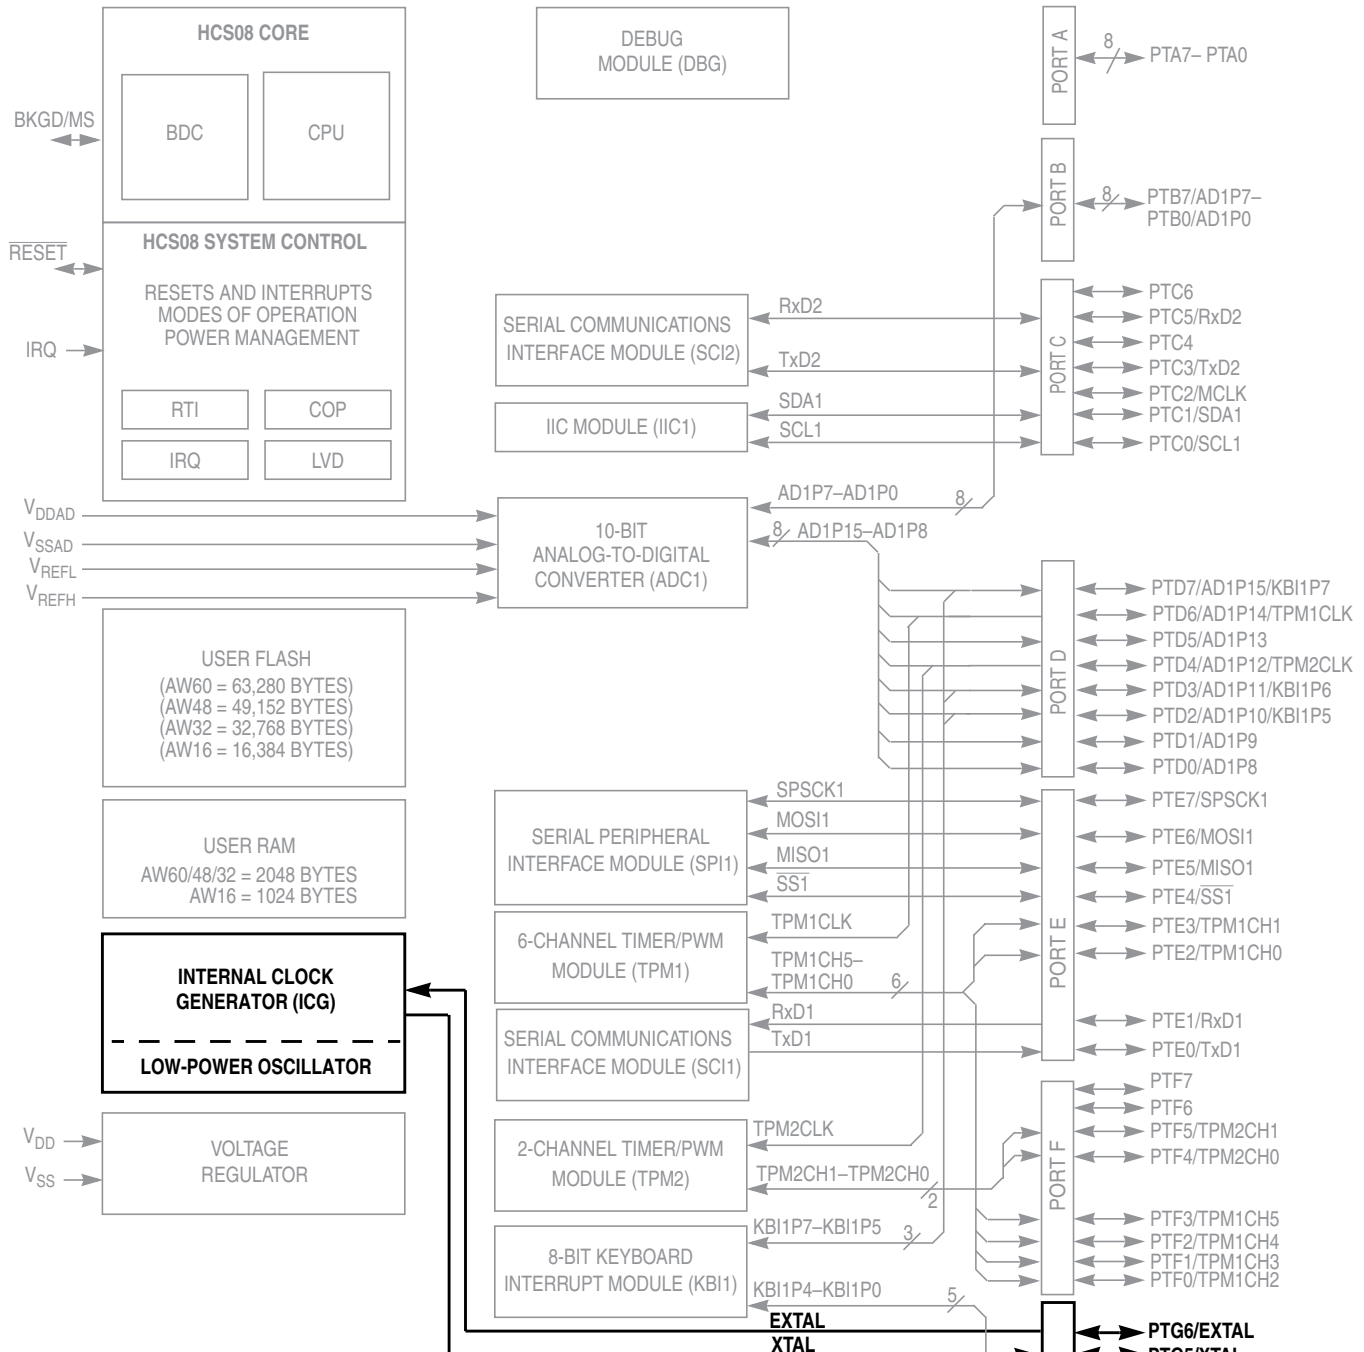 HCS08 CORE
BDC
CPU
BKGD/MS
HCS08 SYSTEM CONTROL
RESET
RESETS AND INTERRUPTS
MODES OF OPERATION
POWER MANAGEMENT
IRQ
RTI
COP
IRQ
LVD
VDDAD
VSSAD
VREFL
VREFH
USER FLASH
(AW60 = 63,280 BYTES)
(AW48 = 49,152 BYTES)
(AW32 = 32,768 BYTES)
(AW16 = 16,384 BYTES)
USER RAM
AW60/48/32 = 2048 BYTES
AW16 = 1024 BYTES
INTERNAL CLOCK
GENERATOR (ICG)
LOW-POWER OSCILLATOR
VDD
VSS
VOLTAGE
REGULATOR
DEBUG
MODULE (DBG)
SERIAL COMMUNICATIONS
INTERFACE MODULE (SCI2)
RxD2
TxD2
IIC MODULE (IIC1)
SDA1
SCL1
10-BIT
ANALOG-TO-DIGITAL
CONVERTER (ADC1)
AD1P7–AD1P0
8
8
AD1P15–AD1P8
SERIAL PERIPHERAL
INTERFACE MODULE (SPI1)
SPSCK1
MOSI1
MISO1
SS1
6-CHANNEL TIMER/PWM
MODULE (TPM1)
TPM1CLK
TPM1CH5–
TPM1CH0
6
SERIAL COMMUNICATIONS
INTERFACE MODULE (SCI1)
RxD1
TxD1
2-CHANNEL TIMER/PWM
MODULE (TPM2)
TPM2CLK
TPM2CH1–TPM2CH0
2
8-BIT KEYBOARD
INTERRUPT MODULE (KBI1)
KBI1P7–KBI1P5
3
KBI1P4–KBI1P0
5
EXTAL
XTAL
PORT A
8
PTA7– PTA0
PORT B
8
PTB7/AD1P7–
PTB0/AD1P0
PORT C
PTC6
PTC5/RxD2
PTC4
PTC3/TxD2
PTC2/MCLK
PTC1/SDA1
PTC0/SCL1
PORT D
PTD7/AD1P15/KBI1P7
PTD6/AD1P14/TPM1CLK
PTD5/AD1P13
PTD4/AD1P12/TPM2CLK
PTD3/AD1P11/KBI1P6
PTD2/AD1P10/KBI1P5
PTD1/AD1P9
PTD0/AD1P8
PORT E
PTE7/SPSCK1
PTE6/MOSI1
PTE5/MISO1
PTE4/SS1
PTE3/TPM1CH1
PTE2/TPM1CH0
PTE1/RxD1
PTE0/TxD1
PORT F
PTF7
PTF6
PTF5/TPM2CH1
PTF4/TPM2CH0
PTF3/TPM1CH5
PTF2/TPM1CH4
PTF1/TPM1CH3
PTF0/TPM1CH2
PTG6/EXTAL
PTG5/XTAL